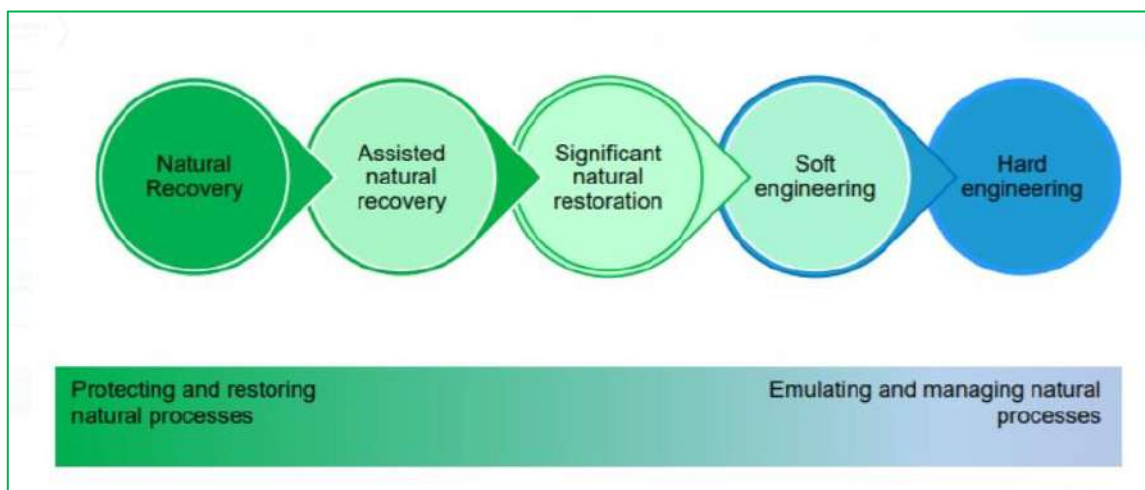 Natural
Recovery
Assisted
natural
recovery
Significant
natural
restoration
Soft
engineering
Hard
engineering
Protecting and restoring
natural processes
Emulating and managing natural
processes